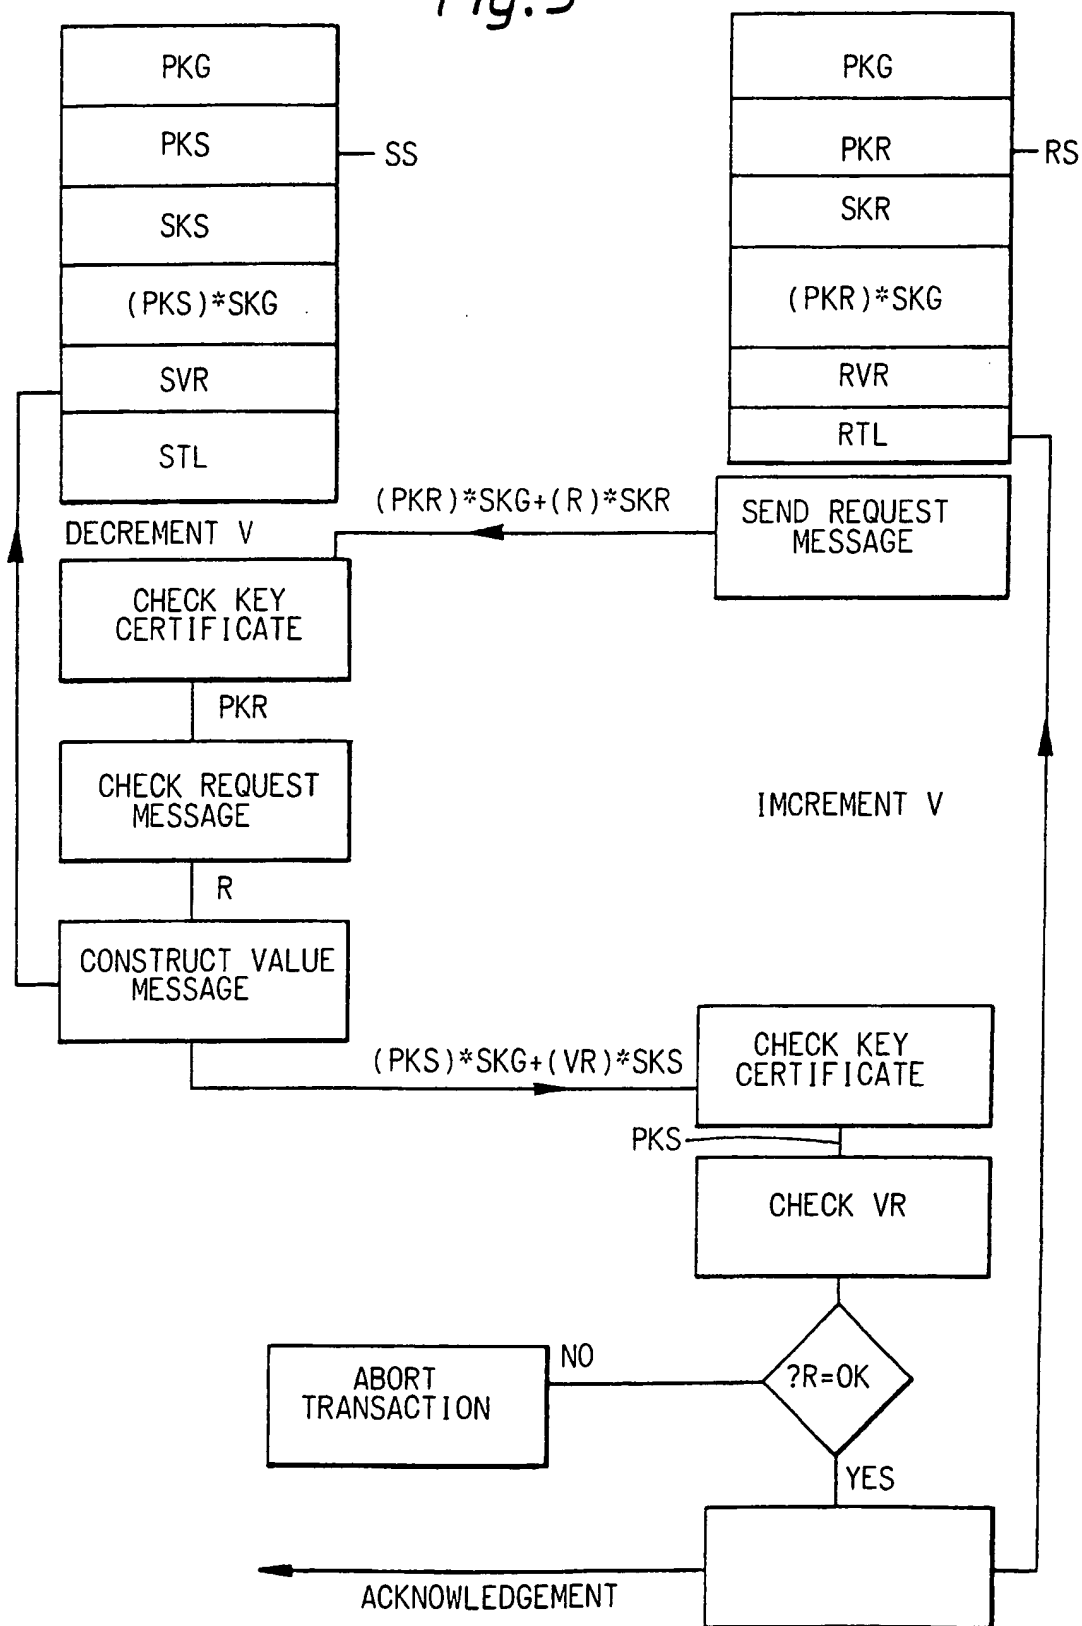 Fig. 3
PKG
PKS
SS
SKS
(PKS)*SKG
SVR
STL
PKG
PKR
RS
SKR
(PKR)*SKG
RVR
RTL
(PKR)*SKG+(R)*SKR
SEND REQUEST
MESSAGE
DECREMENT V
CHECK KEY
CERTIFICATE
PKR
CHECK REQUEST
MESSAGE
IMCREMENT V
R
CONSTRUCT VALUE
MESSAGE
(PKS)*SKG+(VR)*SKS
CHECK KEY
CERTIFICATE
PKS
CHECK VR
?R=OK
NO
ABORT
TRANSACTION
YES
ACKNOWLEDGEMENT